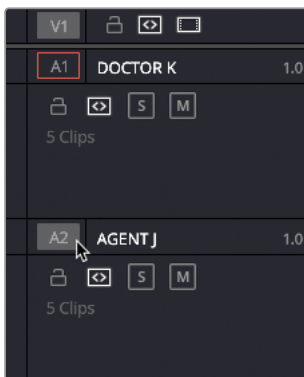 V1
A1 DOCTOR K 1.0
S M
5 Clips
A2 AGENT J 1.0
S M
5 Clips